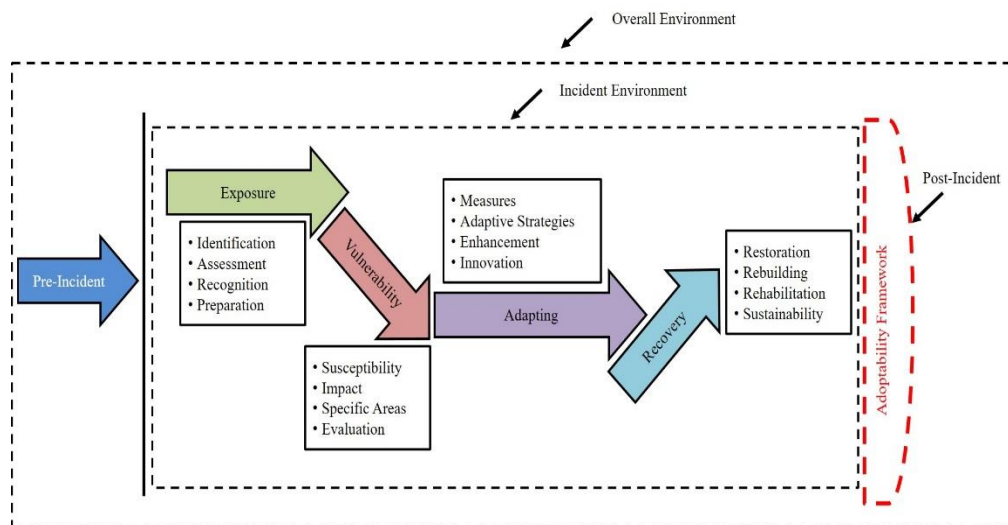 Overall Environment
Incident Environment
Post-Incident
Pre-Incident
Exposure
• Identification
• Assessment
• Recognition
• Preparation
Vulnerability
• Susceptibility
• Impact
• Specific Areas
• Evaluation
• Measures
• Adaptive Strategies
• Enhancement
• Innovation
Adapting
Recovery
• Restoration
• Rebuilding
• Rehabilitation
• Sustainability
Adoptability Framework